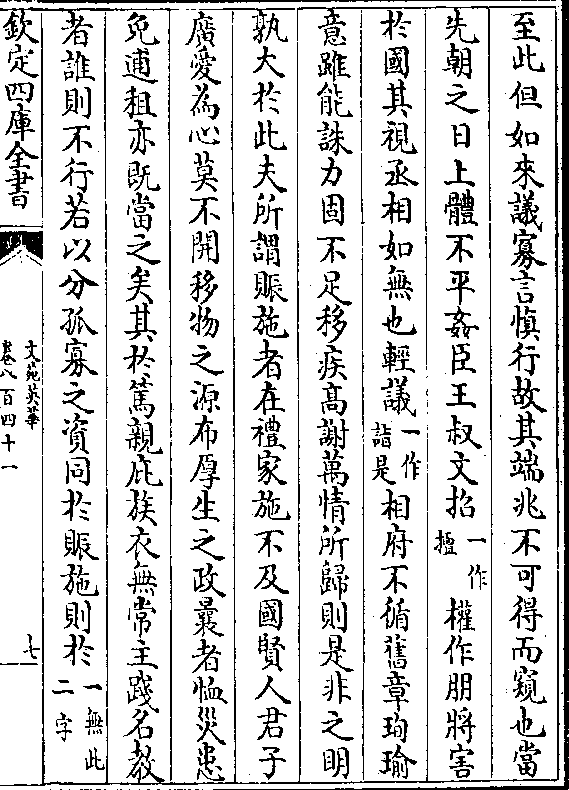 至此但如來議寡言慎行故其端兆不可得而窺也當
先朝之日上體不平姦臣王叔文招一作擅權作朋將害
於國其視丞相如無也輕議一作詣是相府不循舊章珣瑜
意雖能誅力固不足移疾高謝萬情所歸則是非之明
孰大於此夫所謂賑施者在禮家施不及國賢人君子
廣愛為心莫不開移物之源布厚生之政曩者恤災患
免逋租亦既當之矣其於篤親庇族衣無常主踐名教
者誰則不行若以分孤寡之資同於賑施則於一無此二字
欽定四庫全書
文苑英華
卷八百四十一
七